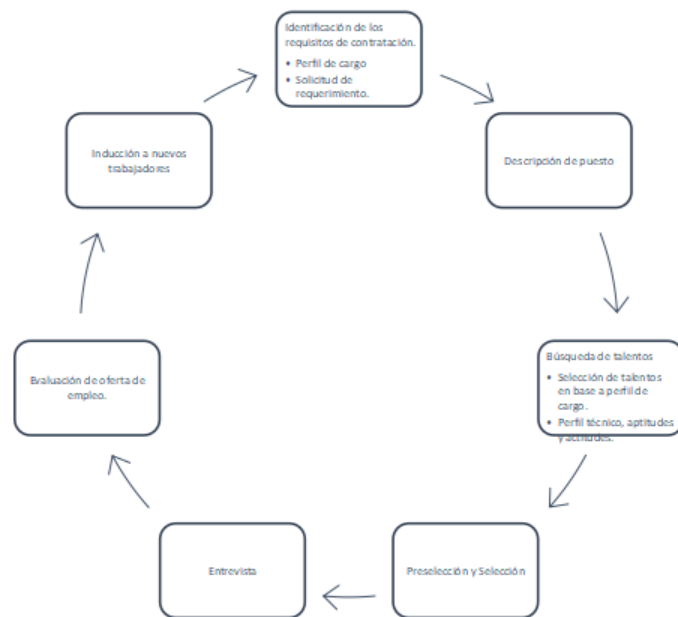 Identificación de los
requisitos de contratación.
• Perfil de cargo
• Solicitud de
requerimiento.
Descripción de puesto
Búsqueda de talentos
• Selección de talentos
en base a perfil de
cargo.
• Perfil técnico, aptitudes
y actitudes.
Preselección y Selección
Entrevista
Evaluación de oferta de
empleo.
Inducción a nuevos
trabajadores